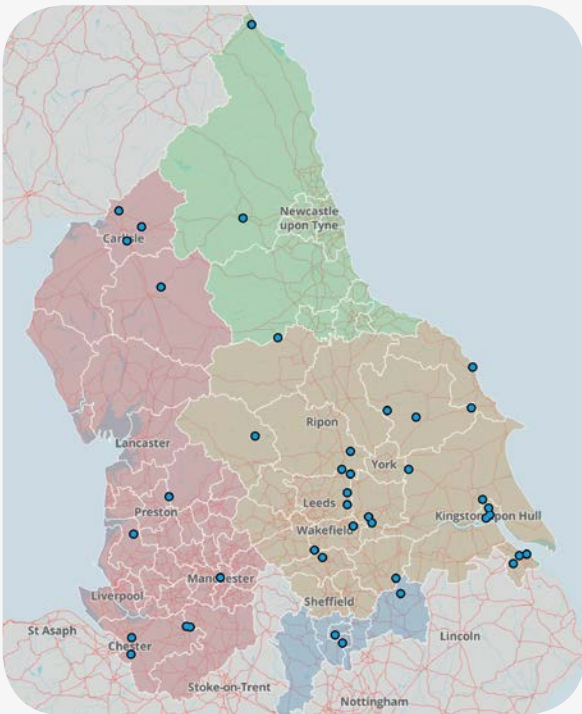 Newcastle
upon Tyne
Carlisle
Ripon
Lancaster
York
Leeds
Preston
Kingston upon Hull
Wakefield
Manchester
Liverpool
Sheffield
St Asaph
Chester
Lincoln
Stoke-on-Trent
Nottingham